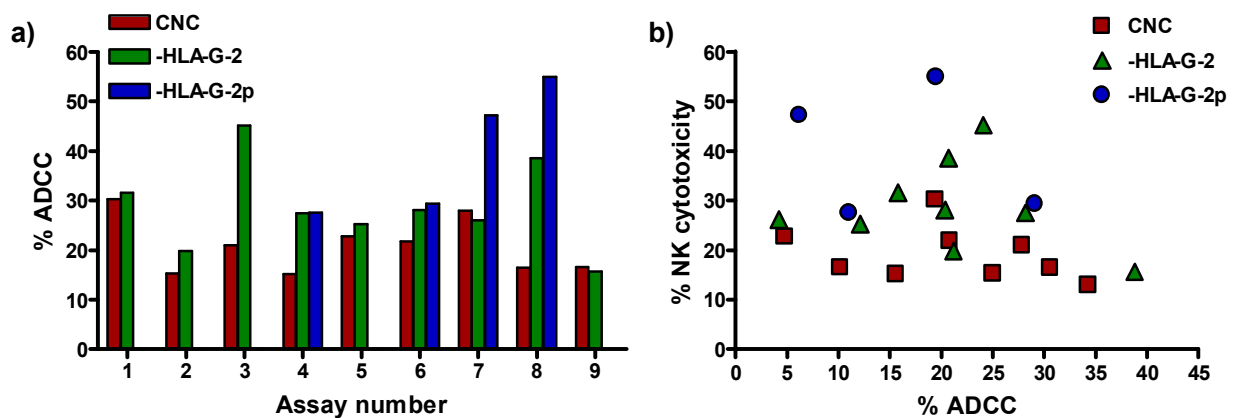 a)
CNC
-HLA-G-2
-HLA-G-2p
60
50
40
30
20
10
0
% ADCC
1 2 3 4 5 6 7 8 9
Assay number
b)
CNC
-HLA-G-2
-HLA-G-2p
60
50
40
30
20
10
0
% NK cytotoxicity
0 5 10 15 20 25 30 35 40 45
% ADCC